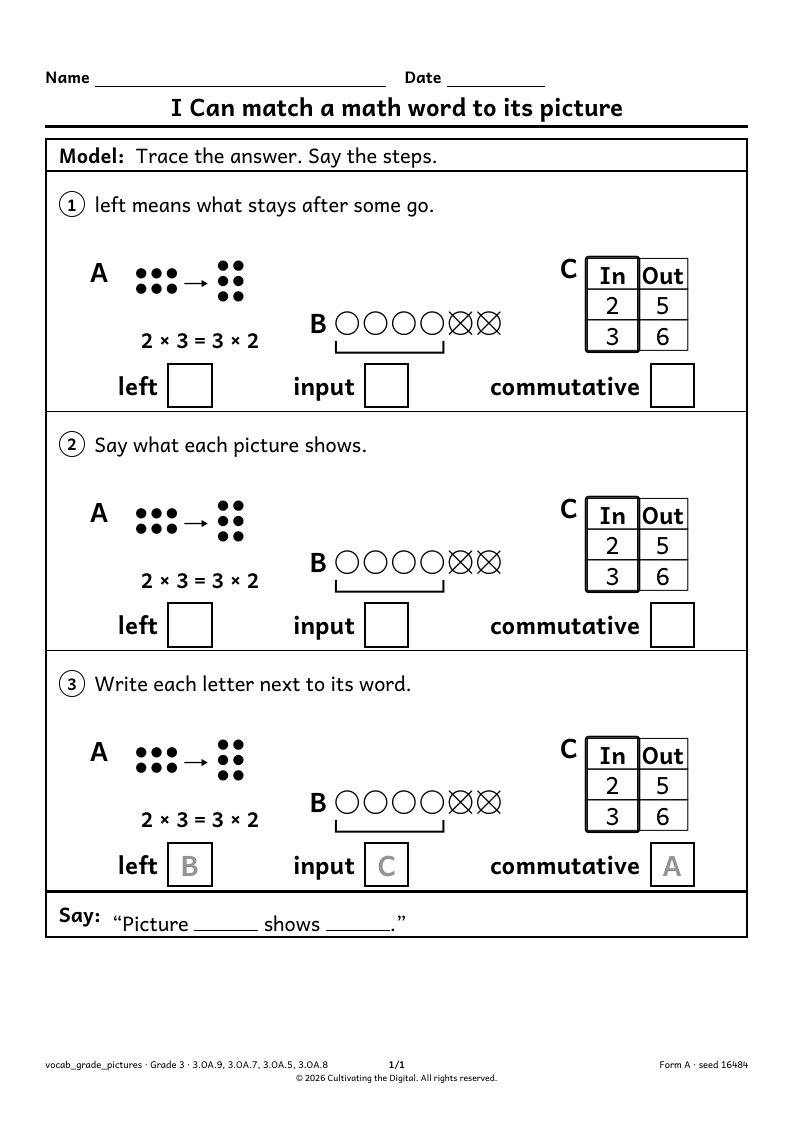 Name Date
I Can match a math word to its picture
Model: Trace the answer. Say the steps.
1 left means what stays after some go.
A
2 × 3 = 3 × 2
B
C
In Out
2 5
3 6
left input commutative
2 Say what each picture shows.
A
2 × 3 = 3 × 2
B
C
In Out
2 5
3 6
left input commutative
3 Write each letter next to its word.
A
2 × 3 = 3 × 2
B
C
In Out
2 5
3 6
left B input C commutative A
Say: “Picture ______ shows ______.”
vocab_grade_pictures · Grade 3 · 3.OA.9, 3.OA.7, 3.OA.5, 3.OA.8 1/1 Form A · seed 16484
© 2026 Cultivating the Digital. All rights reserved.